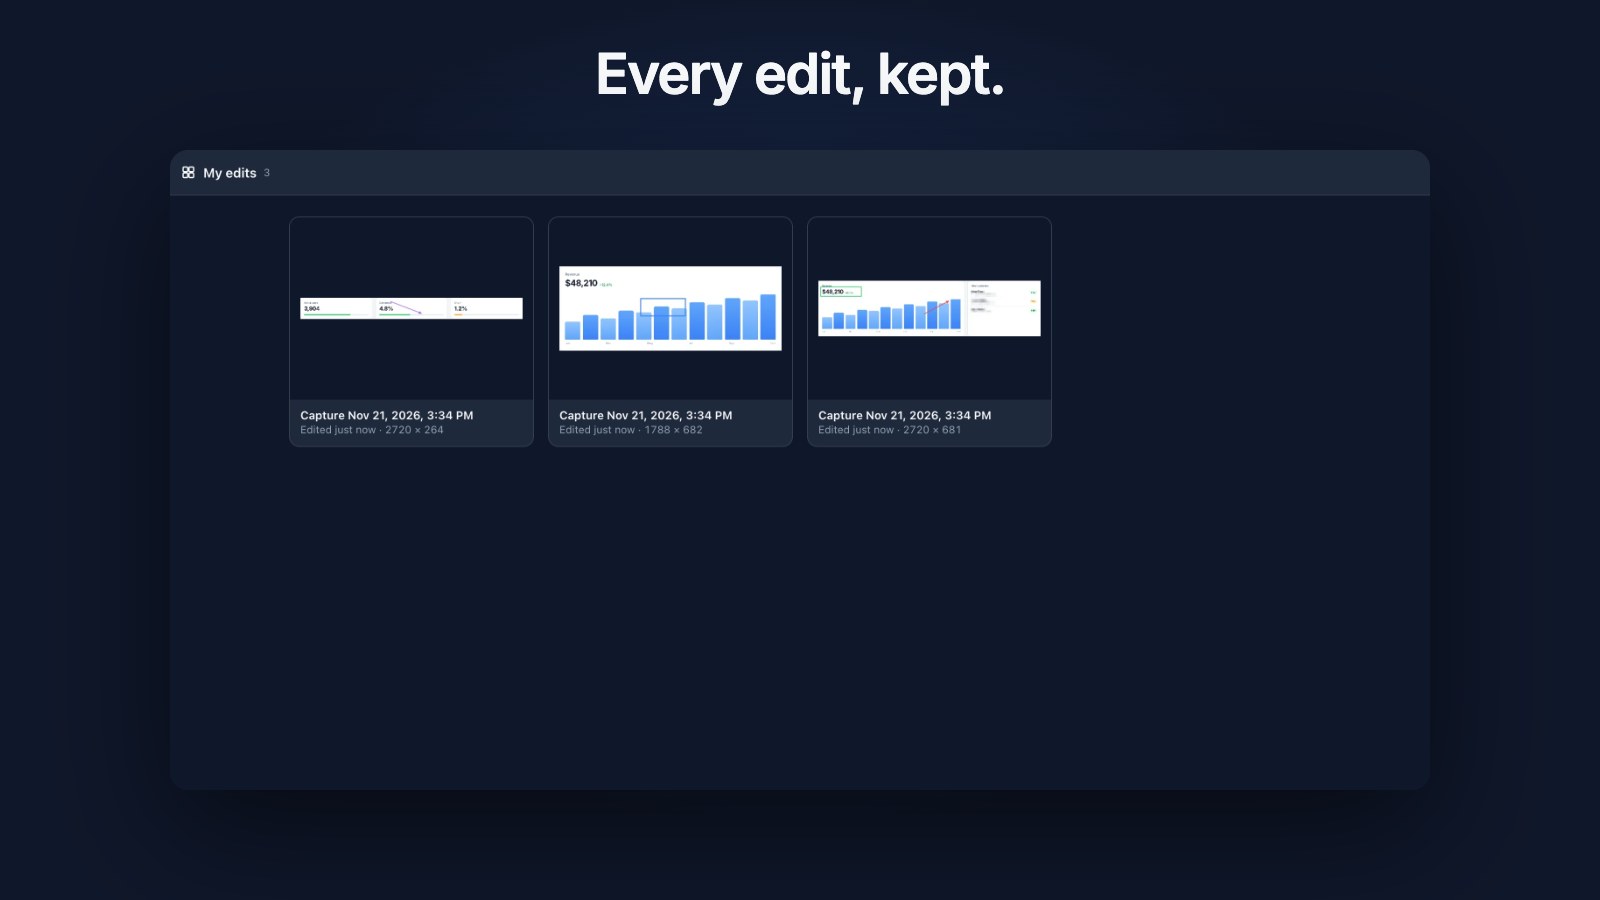 Every edit, kept.
My edits 3
3,904
4.8%
1.2%
Revenue
$48,210
$48,210
Capture Nov 21, 2026, 3:34 PM
Edited just now · 2720 × 264
Capture Nov 21, 2026, 3:34 PM
Edited just now · 1788 × 682
Capture Nov 21, 2026, 3:34 PM
Edited just now · 2720 × 681